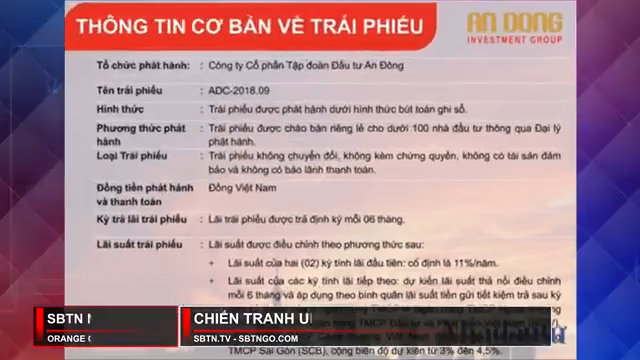 THÔNG TIN CƠ BẢN VỀ TRÁI PHIẾU
AN DONG
INVESTMENT GROUP
Tổ chức phát hành: : Công ty Cổ phần Tập đoàn Đầu tư An Đông
Tên trái phiếu : ADC-2018.09
Hình thức : Trái phiếu được phát hành dưới hình thức bút toán ghi sổ.
Phương thức phát : Trái phiếu được chào bán riêng lẻ cho dưới 100 nhà đầu tư thông qua Đại lý
hành phát hành.
Loại Trái phiếu : Trái phiếu không chuyển đổi, không kèm chứng quyền, không có tài sản đảm
bảo và không có bảo lãnh thanh toán.
Đồng tiền phát hành : Đồng Việt Nam
và thanh toán
Kỳ trả lãi trái phiếu : Lãi trái phiếu được trả định kỳ mỗi 06 tháng.
Lãi suất trái phiếu : Lãi suất được điều chỉnh theo phương thức sau:
+ Lãi suất của hai (02) kỳ tính lãi đầu tiên: cố định là 11%/năm.
+ Lãi suất của các kỳ tính lãi tiếp theo: dự kiến lãi suất thả nổi điều chỉnh
mỗi 6 tháng và áp dụng theo bình quân lãi suất tiền gửi tiết kiệm trả sau kỳ
TMCP Sài Gòn (SCB), cộng biên độ dự kiến từ 3% đến 4,5%.
SBTN
CHIẾN TRANH
ORANGE
SBTN.TV - SBTNGO.COM